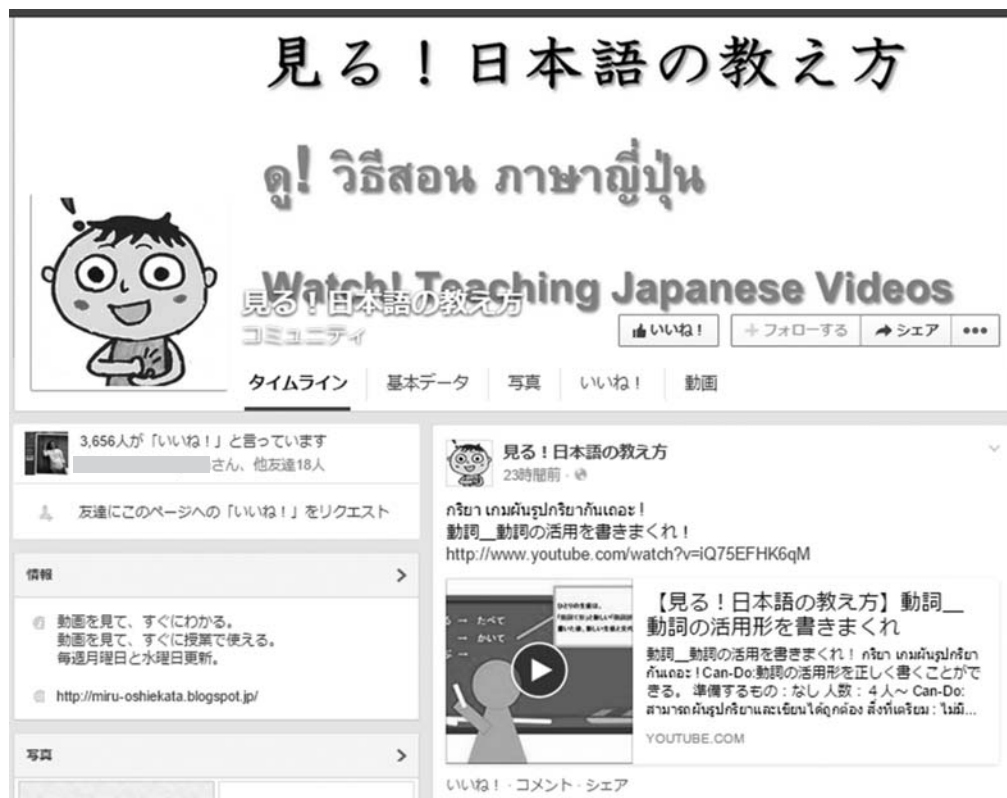 見る！日本語の教え方
ดู! วิธีสอน ภาษาญี่ปุ่น
Watch! Teaching Japanese Videos
見る！日本語の教え方
コミュニティ
いいね！
フォローする
シェア
タイムライン
基本データ
写真
いいね！
動画
3,656人が「いいね！」と言っています
さん、他友達18人
友達にこのページへの「いいね！」をリクエスト
情報
動画を見て、すぐにわかる。
動画を見て、すぐに授業で使える。
毎週月曜日と水曜日更新。
http://miru-oshiekata.blogspot.jp/
写真
見る！日本語の教え方
23時間前
กริยา เกมผันรูปกริยากันเถอะ !
動詞__動詞の活用を書きまくれ！
http://www.youtube.com/watch?v=iQ75EFHK6qM
→ たべて
→ かいて
【見る！日本語の教え方】動詞__
動詞の活用形を書きまくれ
動詞__動詞の活用を書きまくれ！ กริยา เกมผันรูปกริยา
กันเถอะ ! Can-Do:動詞の活用形を正しく書くことがで
きる。 準備するもの：なし 人数：４人～ Can-Do:
สามารถผันรูปกริยาและเขียนได้ถูกต้อง สิ่งที่เตรียม : ไม่มี...
YOUTUBE.COM
いいね！ · コメント · シェア